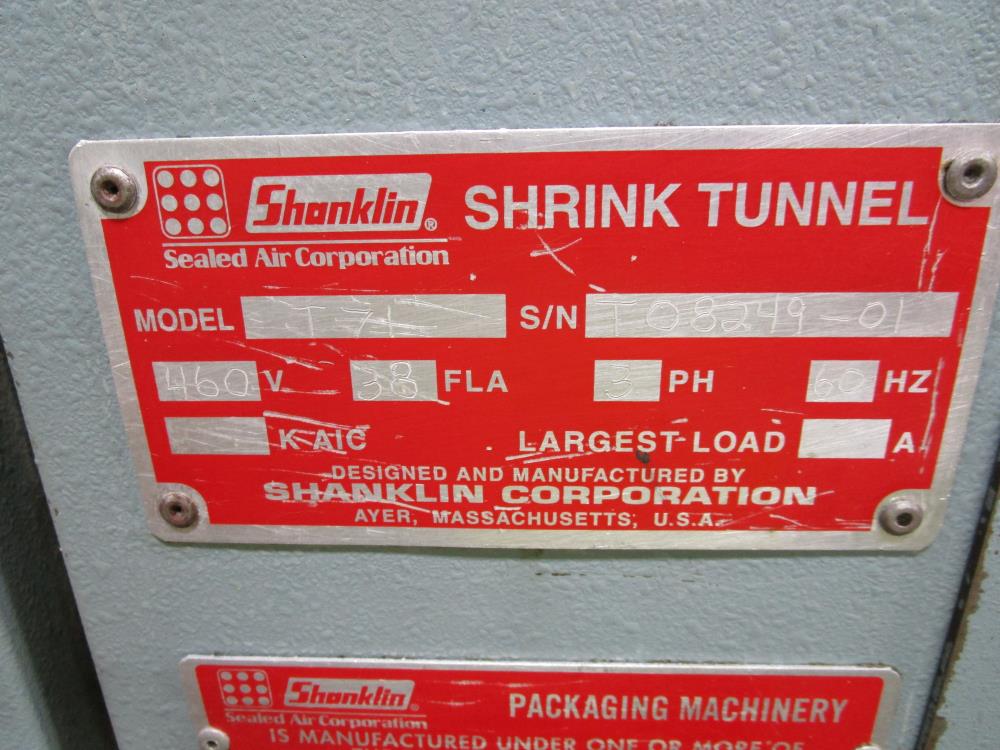 Shanklin® SHRINK TUNNEL
Sealed Air Corporation
MODEL T7H S/N T08249-01
460 V 38 FLA 3 PH 60 HZ
K AIC LARGEST LOAD A
DESIGNED AND MANUFACTURED BY
SHANKLIN CORPORATION
AYER, MASSACHUSETTS, U.S.A.
Shanklin® PACKAGING MACHINERY
Sealed Air Corporation
IS MANUFACTURED UNDER ONE OR MORE OF